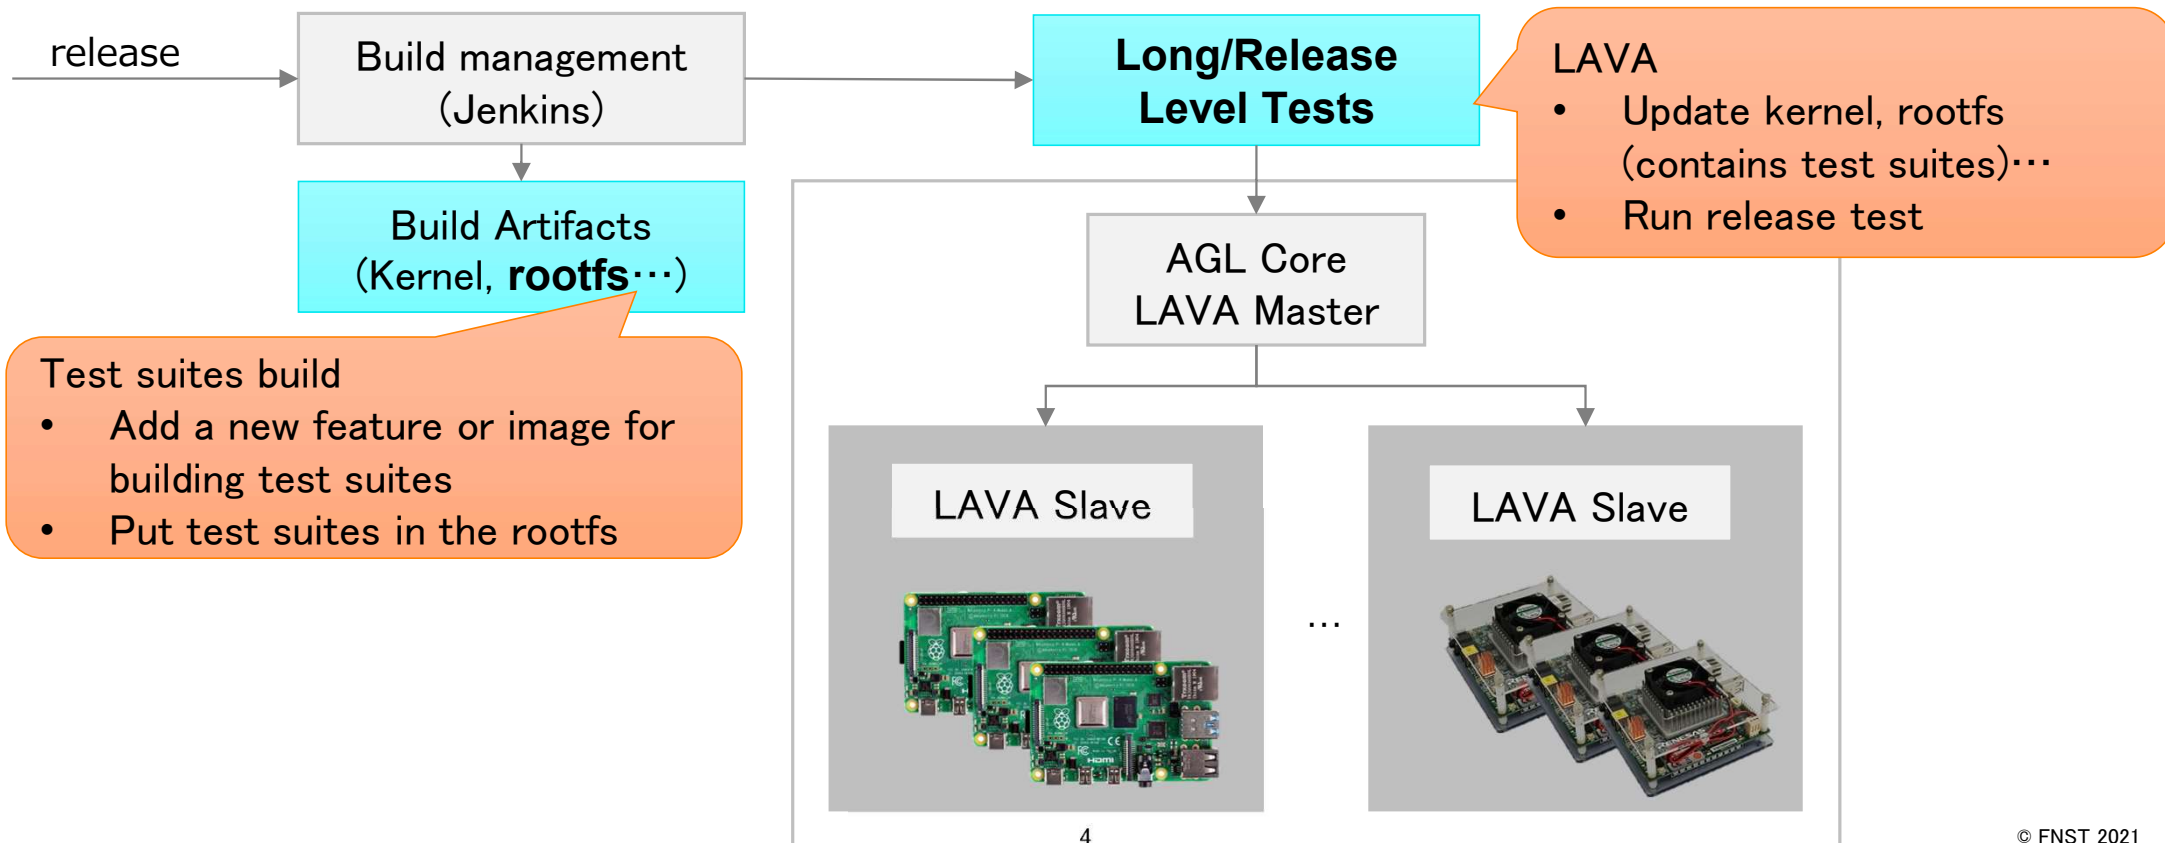 release
Build management
(Jenkins)
Long/Release
Level Tests
LAVA
• Update kernel, rootfs
(contains test suites)…
• Run release test
Build Artifacts
(Kernel, rootfs…)
AGL Core
LAVA Master
Test suites build
• Add a new feature or image for
building test suites
• Put test suites in the rootfs
LAVA Slave
LAVA Slave
…
HDMI
RENESAS
4
© FNST 2021